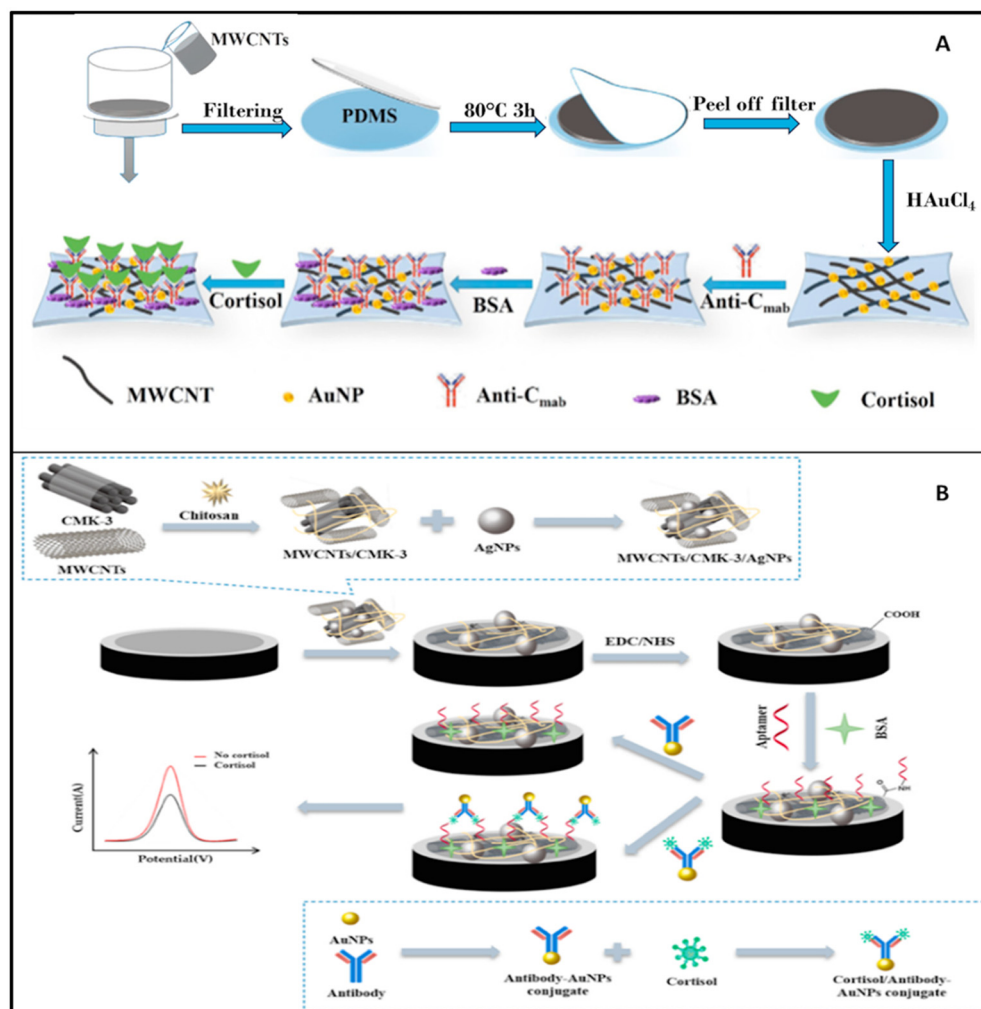 A
MWCNTs
Filtering
PDMS
80°C 3h
Peel off filter
HAuCl₄
Cortisol
BSA
Anti-Cmab
MWCNT
AuNP
Anti-Cmab
BSA
Cortisol
B
CMK-3
MWCNTs
Chitosan
MWCNTs/CMK-3
AgNPs
MWCNTs/CMK-3/AgNPs
EDC/NHS
COOH
Aptamer
BSA
O
NH
No cortisol
Cortisol
Current(A)
Potential(V)
AuNPs
Antibody
Antibody-AuNPs
conjugate
Cortisol
Cortisol/Antibody-
AuNPs conjugate